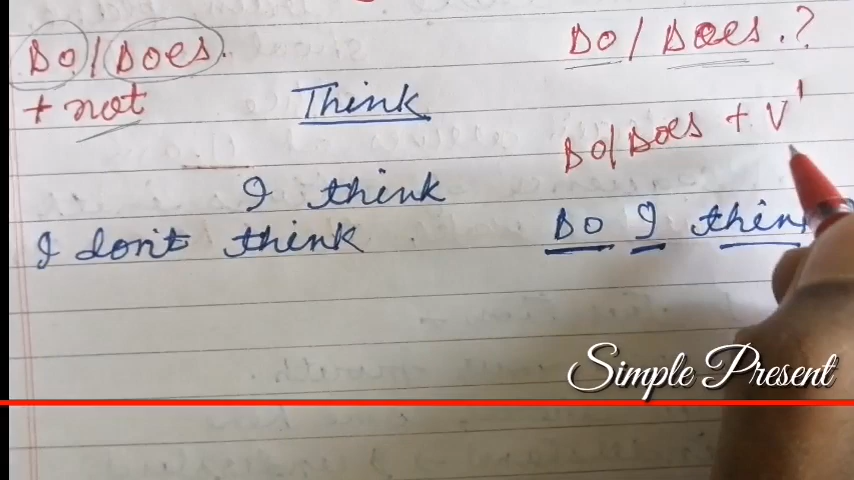 Do/Does.
+ not
Think
Do/Does.?
Do/Does + V¹
I think
I don't think
Do I think
Simple Present